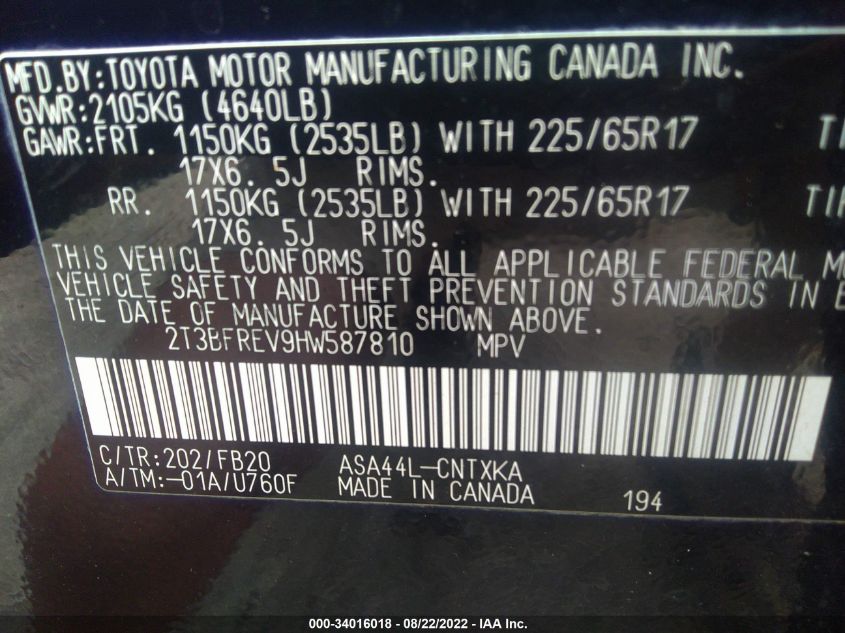 MFD.BY:TOYOTA MOTOR MANUFACTURING CANADA INC.
GVWR:2105KG (4640LB)
GAWR:FRT. 1150KG (2535LB) WITH 225/65R17 TI
17X6. 5J RIMS.
RR. 1150KG (2535LB) WITH 225/65R17 TIR
17X6. 5J RIMS.
THIS VEHICLE CONFORMS TO ALL APPLICABLE FEDERAL M
VEHICLE SAFETY AND THEFT PREVENTION STANDARDS IN E
THE DATE OF MANUFACTURE SHOWN ABOVE.
2T3BFREV9HW587810 MPV
C/TR:202/FB20 ASA44L-CNTXKA
A/TM:-01A/U760F MADE IN CANADA 194
000-34016018 - 08/22/2022 - IAA Inc.